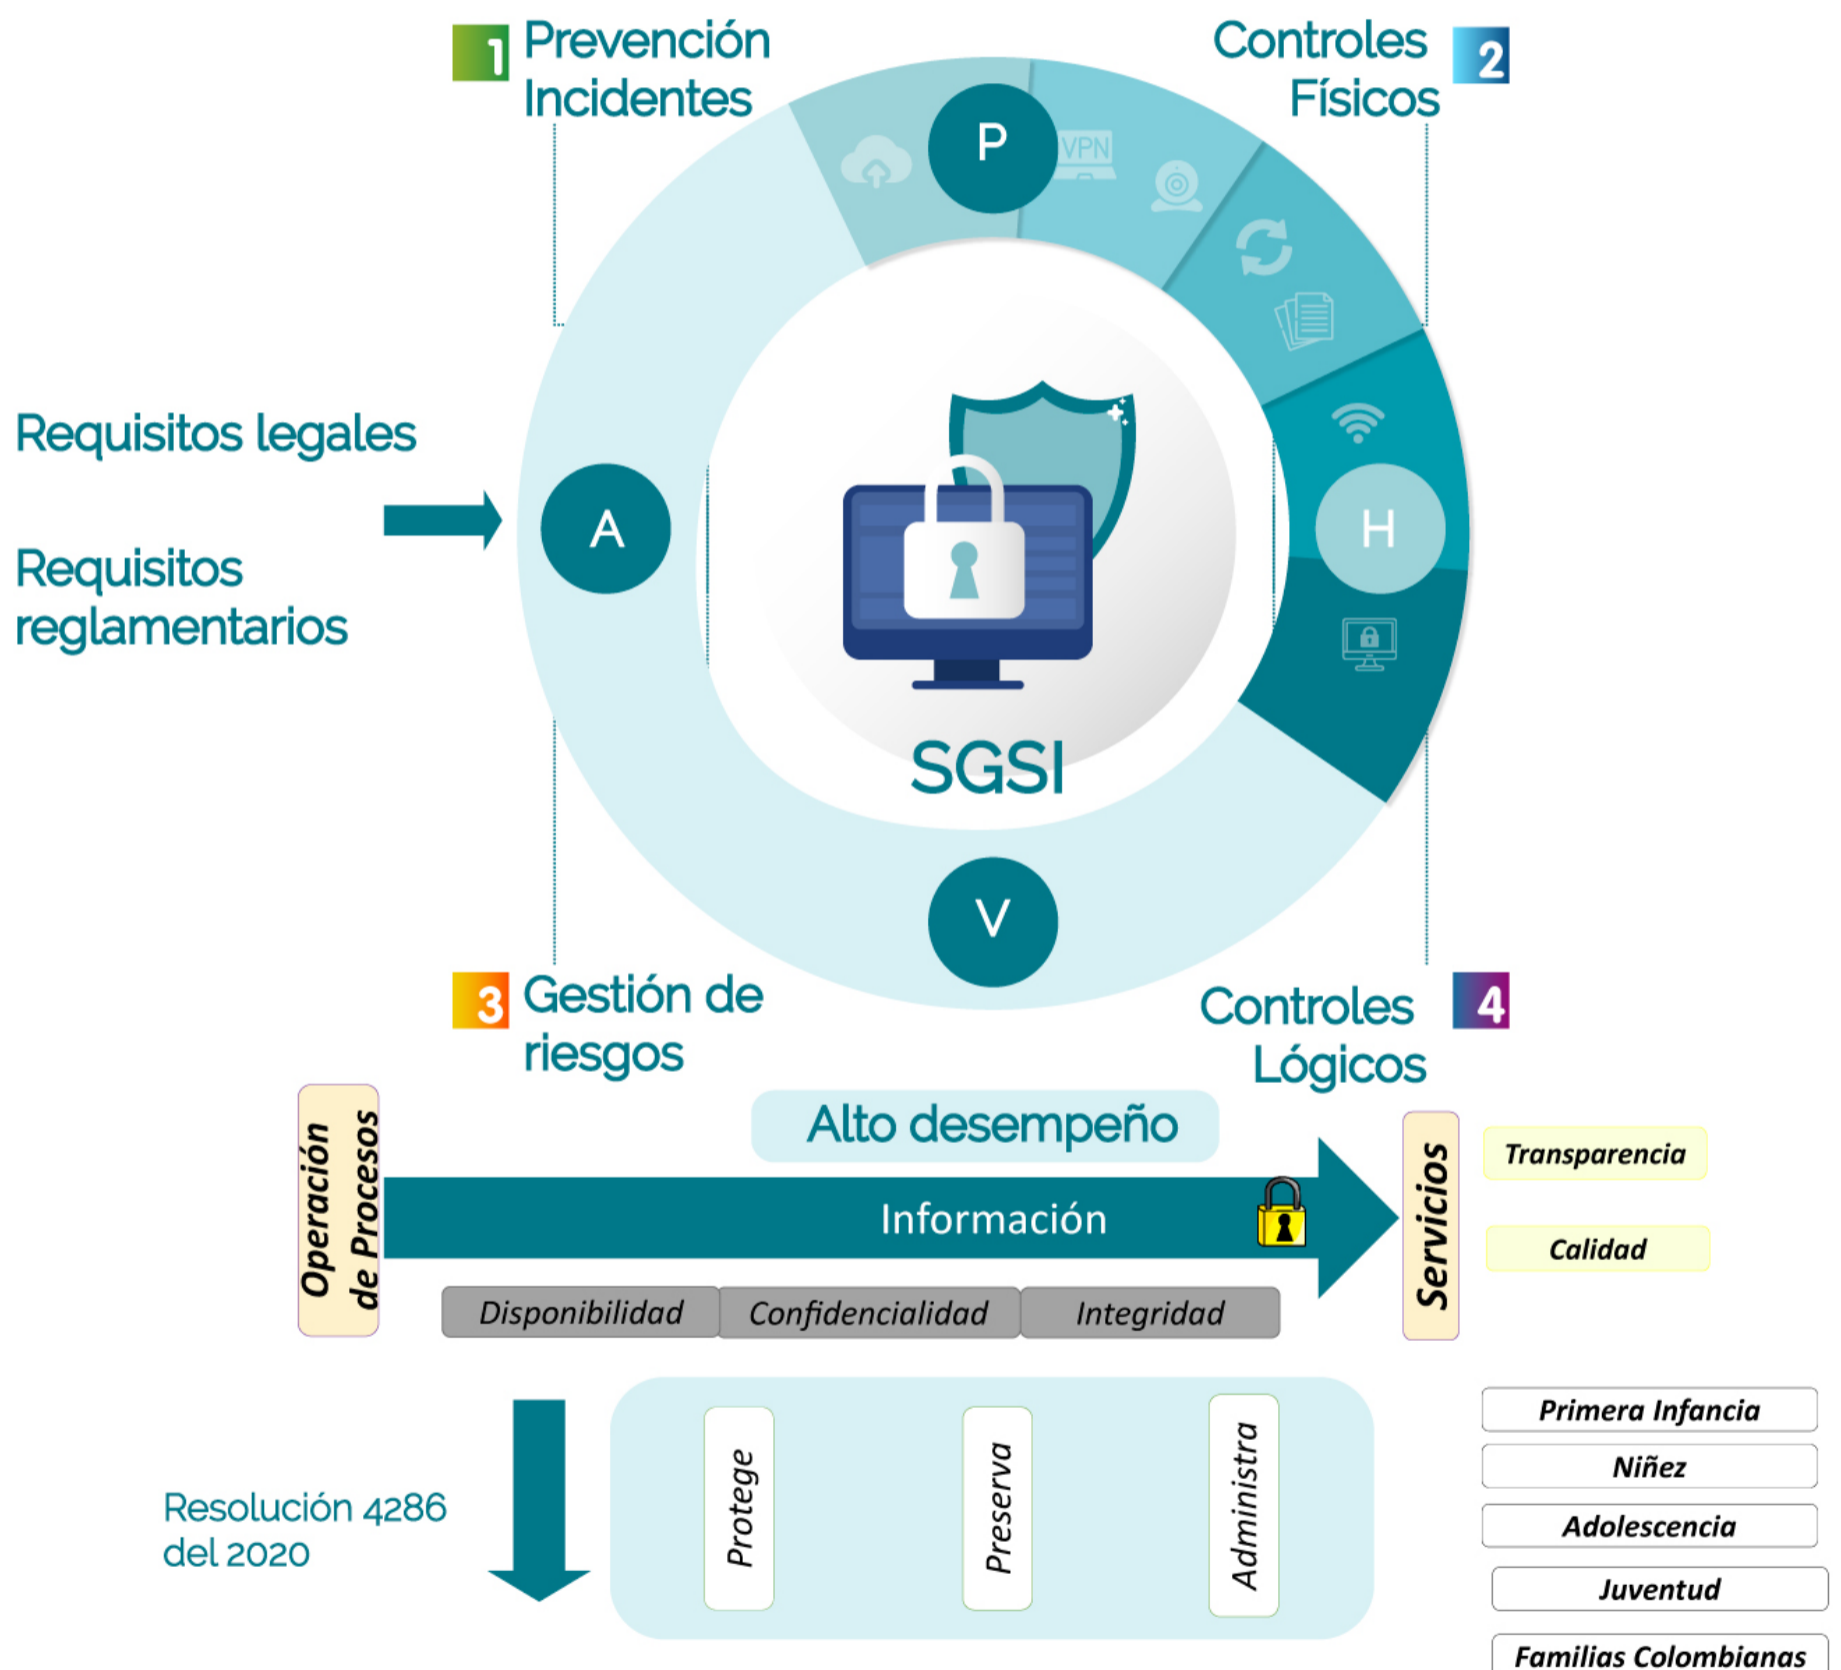 1
Prevención
Incidentes
Controles
Físicos
2
P
VPN
Requisitos legales
Requisitos
reglamentarios
A
H
SGSI
V
3
Gestión de
riesgos
Controles
Lógicos
4
Alto desempeño
Operación
de Procesos
Información
Servicios
Transparencia
Calidad
Disponibilidad
Confidencialidad
Integridad
Resolución 4286
del 2020
Protege
Preserva
Administra
Primera Infancia
Niñez
Adolescencia
Juventud
Familias Colombianas